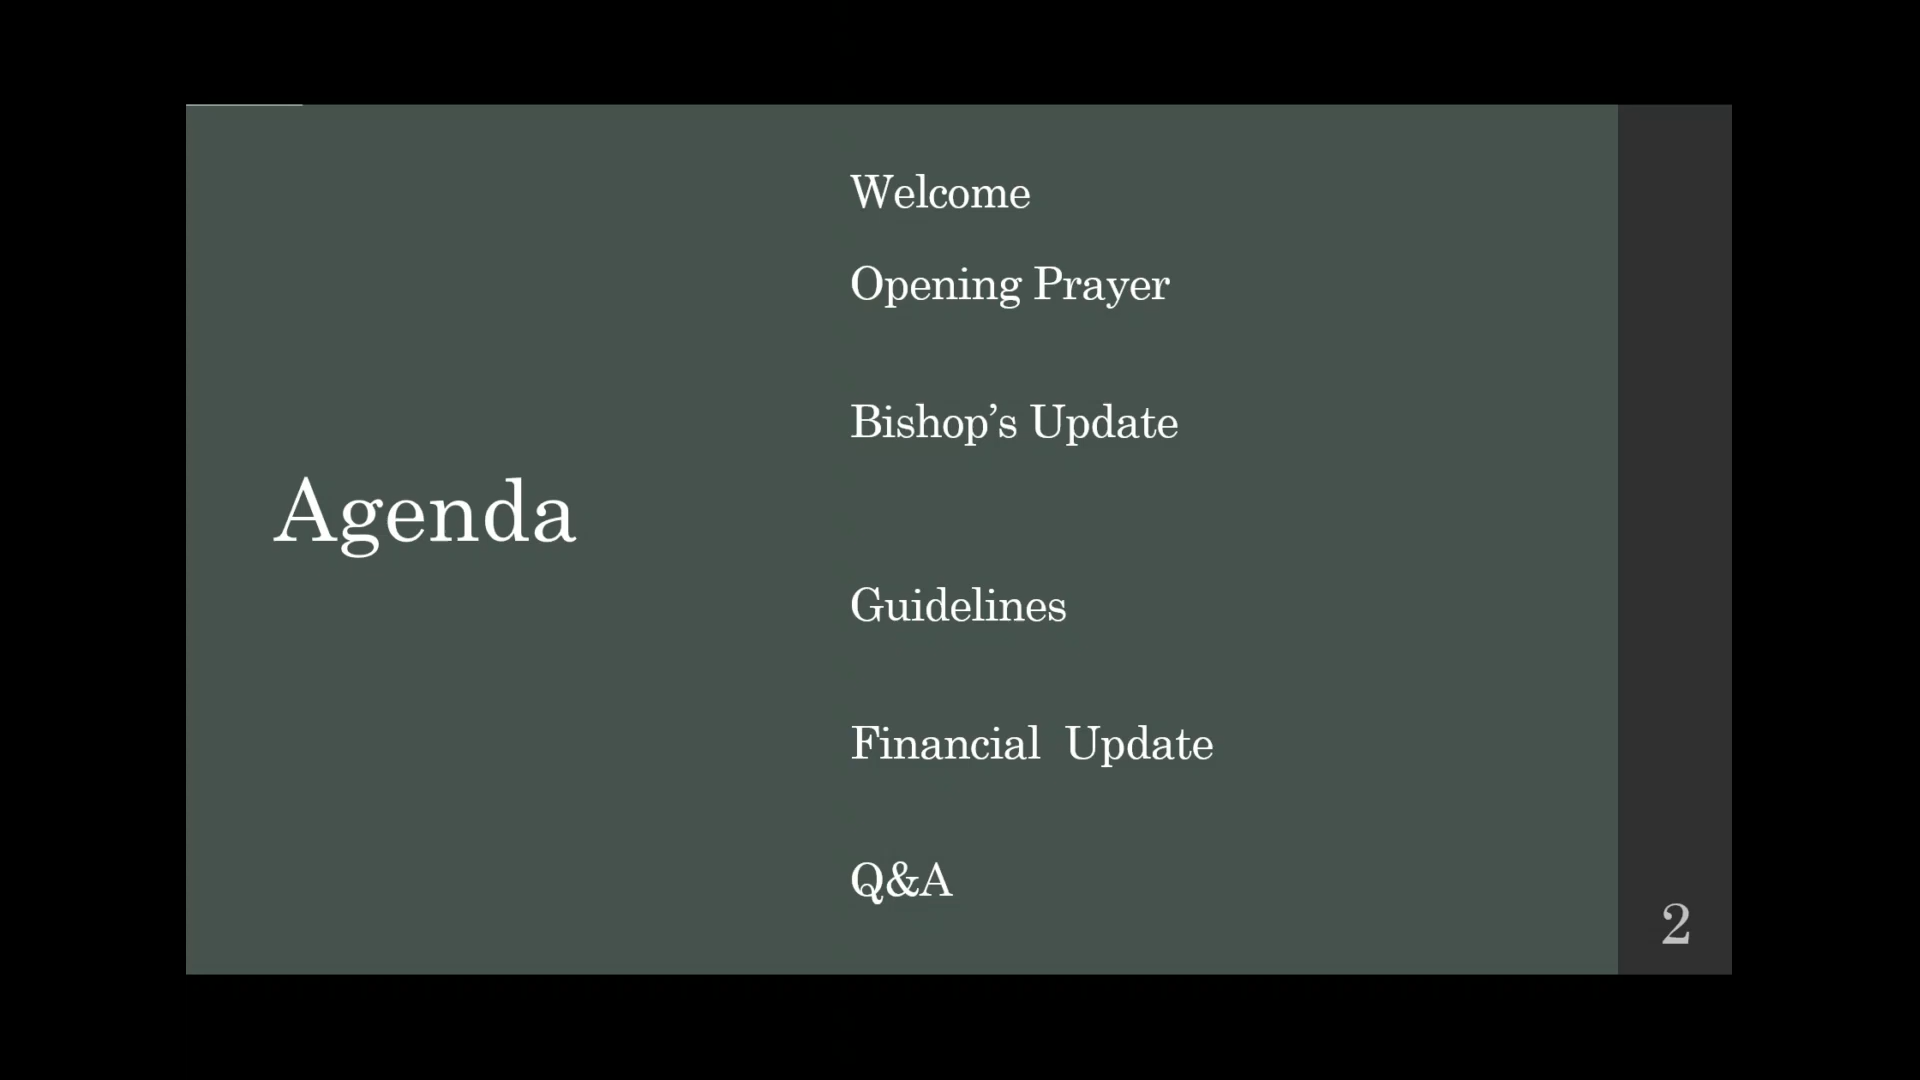 Agenda
Welcome
Opening Prayer
Bishop’s Update
Guidelines
Financial  Update
Q&A
2